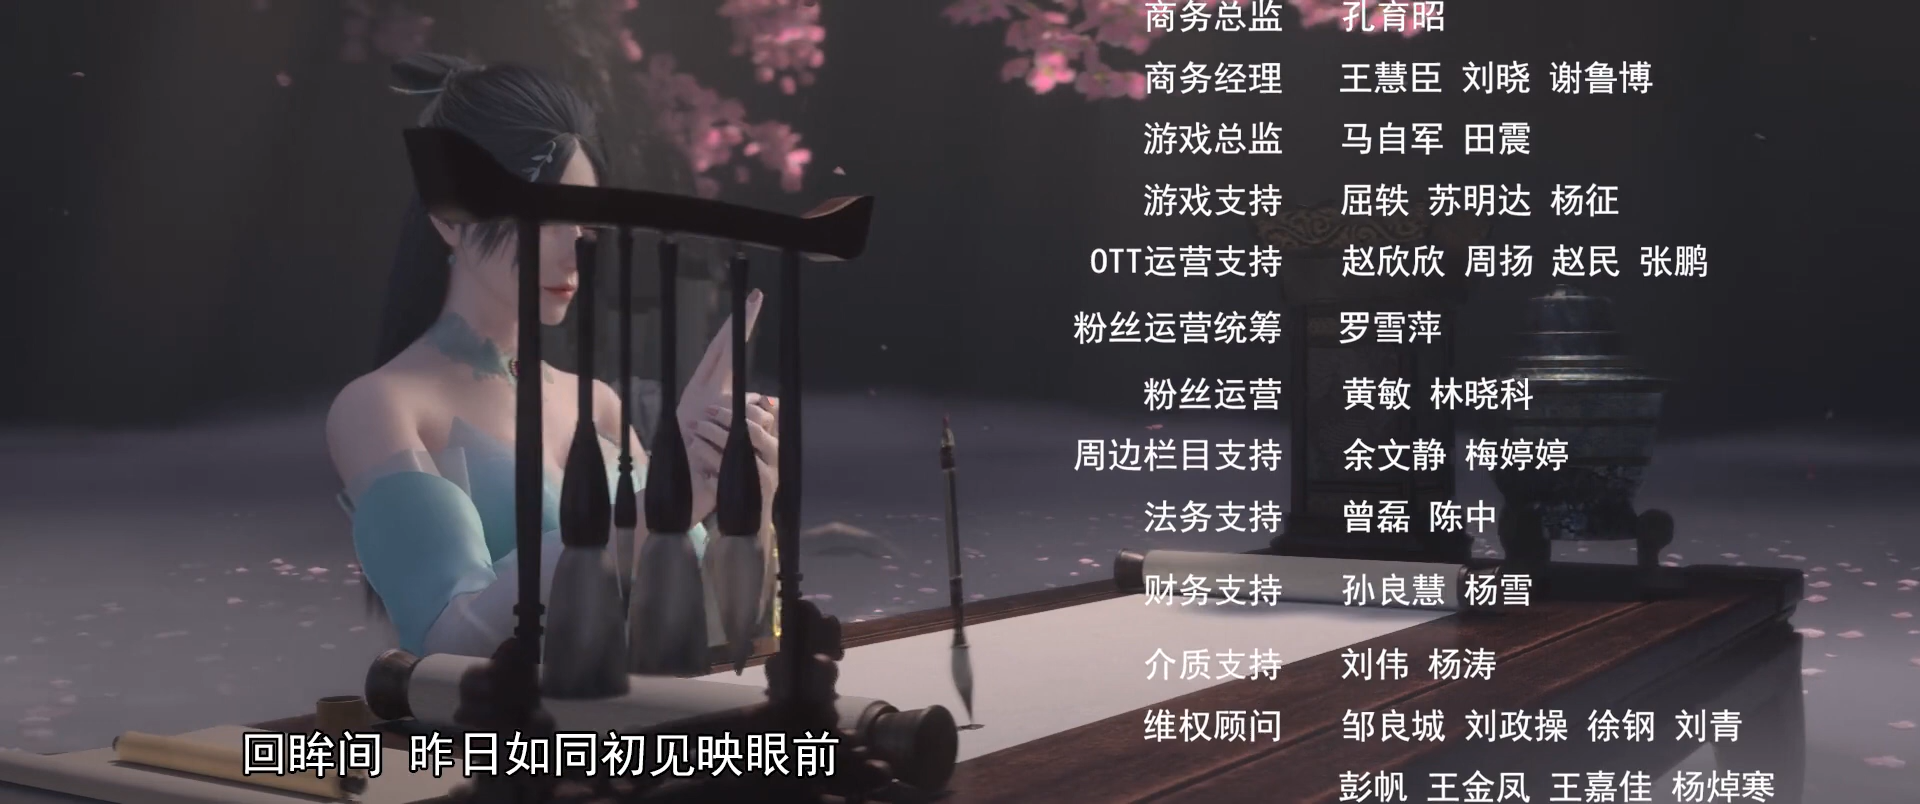 商务总监 孔育昭
商务经理 王慧臣 刘晓 谢鲁博
游戏总监 马自军 田震
游戏支持 屈轶 苏明达 杨征
OTT运营支持 赵欣欣 周扬 赵民 张鹏
粉丝运营统筹 罗雪萍
粉丝运营 黄敏 林晓科
周边栏目支持 余文静 梅婷婷
法务支持 曾磊 陈中
财务支持 孙良慧 杨雪
介质支持 刘伟 杨涛
维权顾问 邹良城 刘政操 徐钢 刘青
彭帆 王金凤 王嘉佳 杨焯寒
回眸间 昨日如同初见映眼前